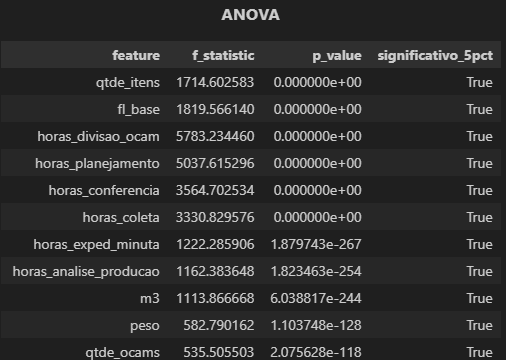 ANOVA
feature f_statistic p_value significativo_5pct
qtde_itens 1714.602583 0.000000e+00 True
fl_base 1819.566140 0.000000e+00 True
horas_divisao_ocam 5783.234460 0.000000e+00 True
horas_planejamento 5037.615296 0.000000e+00 True
horas_conferencia 3564.702534 0.000000e+00 True
horas_coleta 3330.829576 0.000000e+00 True
horas_exped_minuta 1222.285906 1.879743e-267 True
horas_analise_producao 1162.383648 1.823463e-254 True
m3 1113.866668 6.038817e-244 True
peso 582.790162 1.103748e-128 True
qtde_ocams 535.505503 2.075628e-118 True